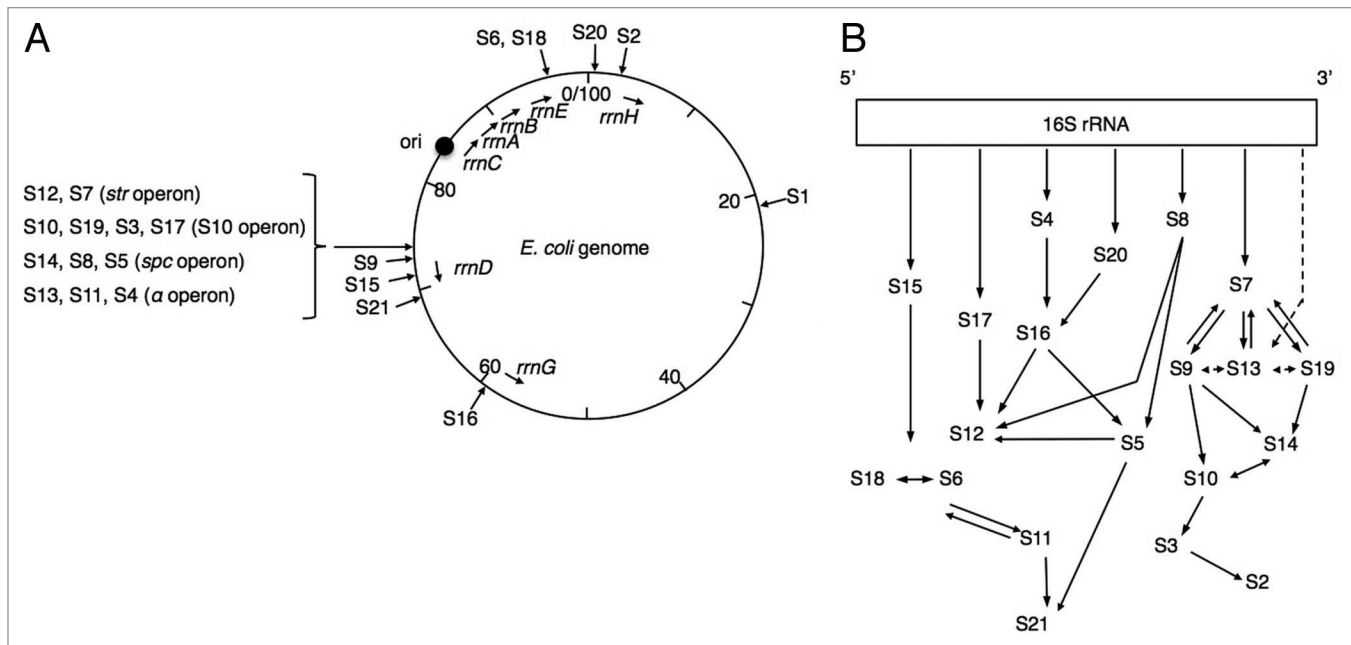 A
S6, S18
S20
S2
0/100
rrnE
rrnH
rrnB
rrnA
rrnC
ori
80
S12, S7 (str operon)
S10, S19, S3, S17 (S10 operon)
S14, S8, S5 (spc operon)
S13, S11, S4 (α operon)
20
S1
E. coli genome
S9
rrnD
S15
S21
60
rrnG
40
S16
B
5’
3’
16S rRNA
S4
S8
S20
S15
S7
S17
S16
S9
S13
S19
S12
S5
S14
S18
S6
S10
S11
S3
S2
S21